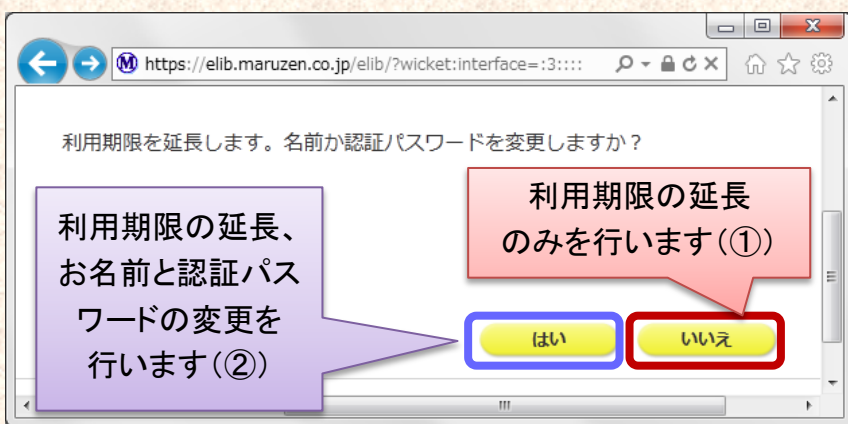 https://elib.maruzen.co.jp/elib/?wicket:interface=:3::::
利用期限を延長します。名前か認証パスワードを変更しますか？
利用期限の延長、
お名前と認証パス
ワードの変更を
行います（②）
利用期限の延長
のみを行います（①）
はい
いいえ